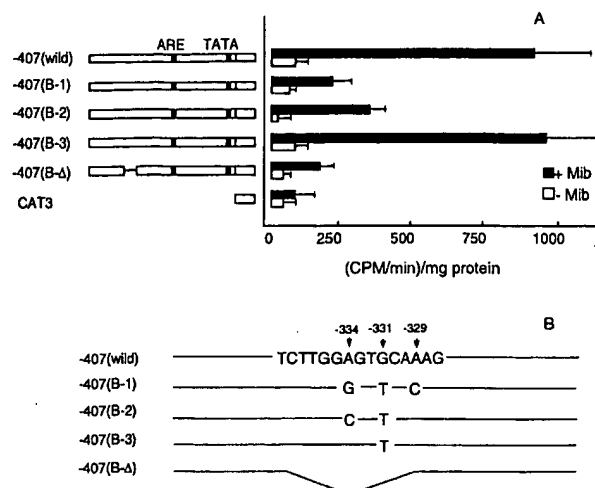 A
ARE TATA
-407(wild)
-407(B-1)
-407(B-2)
-407(B-3)
-407(B-Δ)
CAT3
+ Mib
- Mib
0 250 500 750 1000
(CPM/min)/mg protein
B
-334 -331 -329
-407(wild) TCTTGGAGTGCAAAG
-407(B-1) G T C
-407(B-2) C T
-407(B-3) T
-407(B-Δ)